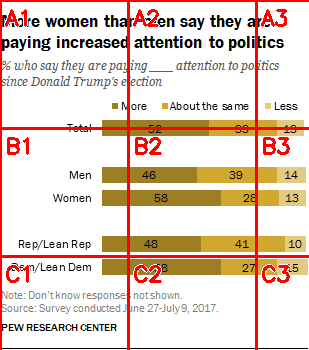 A1 A2 A3
More women than men say they are
paying increased attention to politics
% who say they are paying ____ attention to politics
since Donald Trump's election
More About the same Less
Total 52 33 13
B1 B2 B3
Men 46 39 14
Women 58 28 13
Rep/Lean Rep 48 41 10
C1 C2 C3
Dem/Lean Dem 58 27 15
Note: Don't know responses not shown.
Source: Survey conducted June 27-July 9, 2017.
PEW RESEARCH CENTER